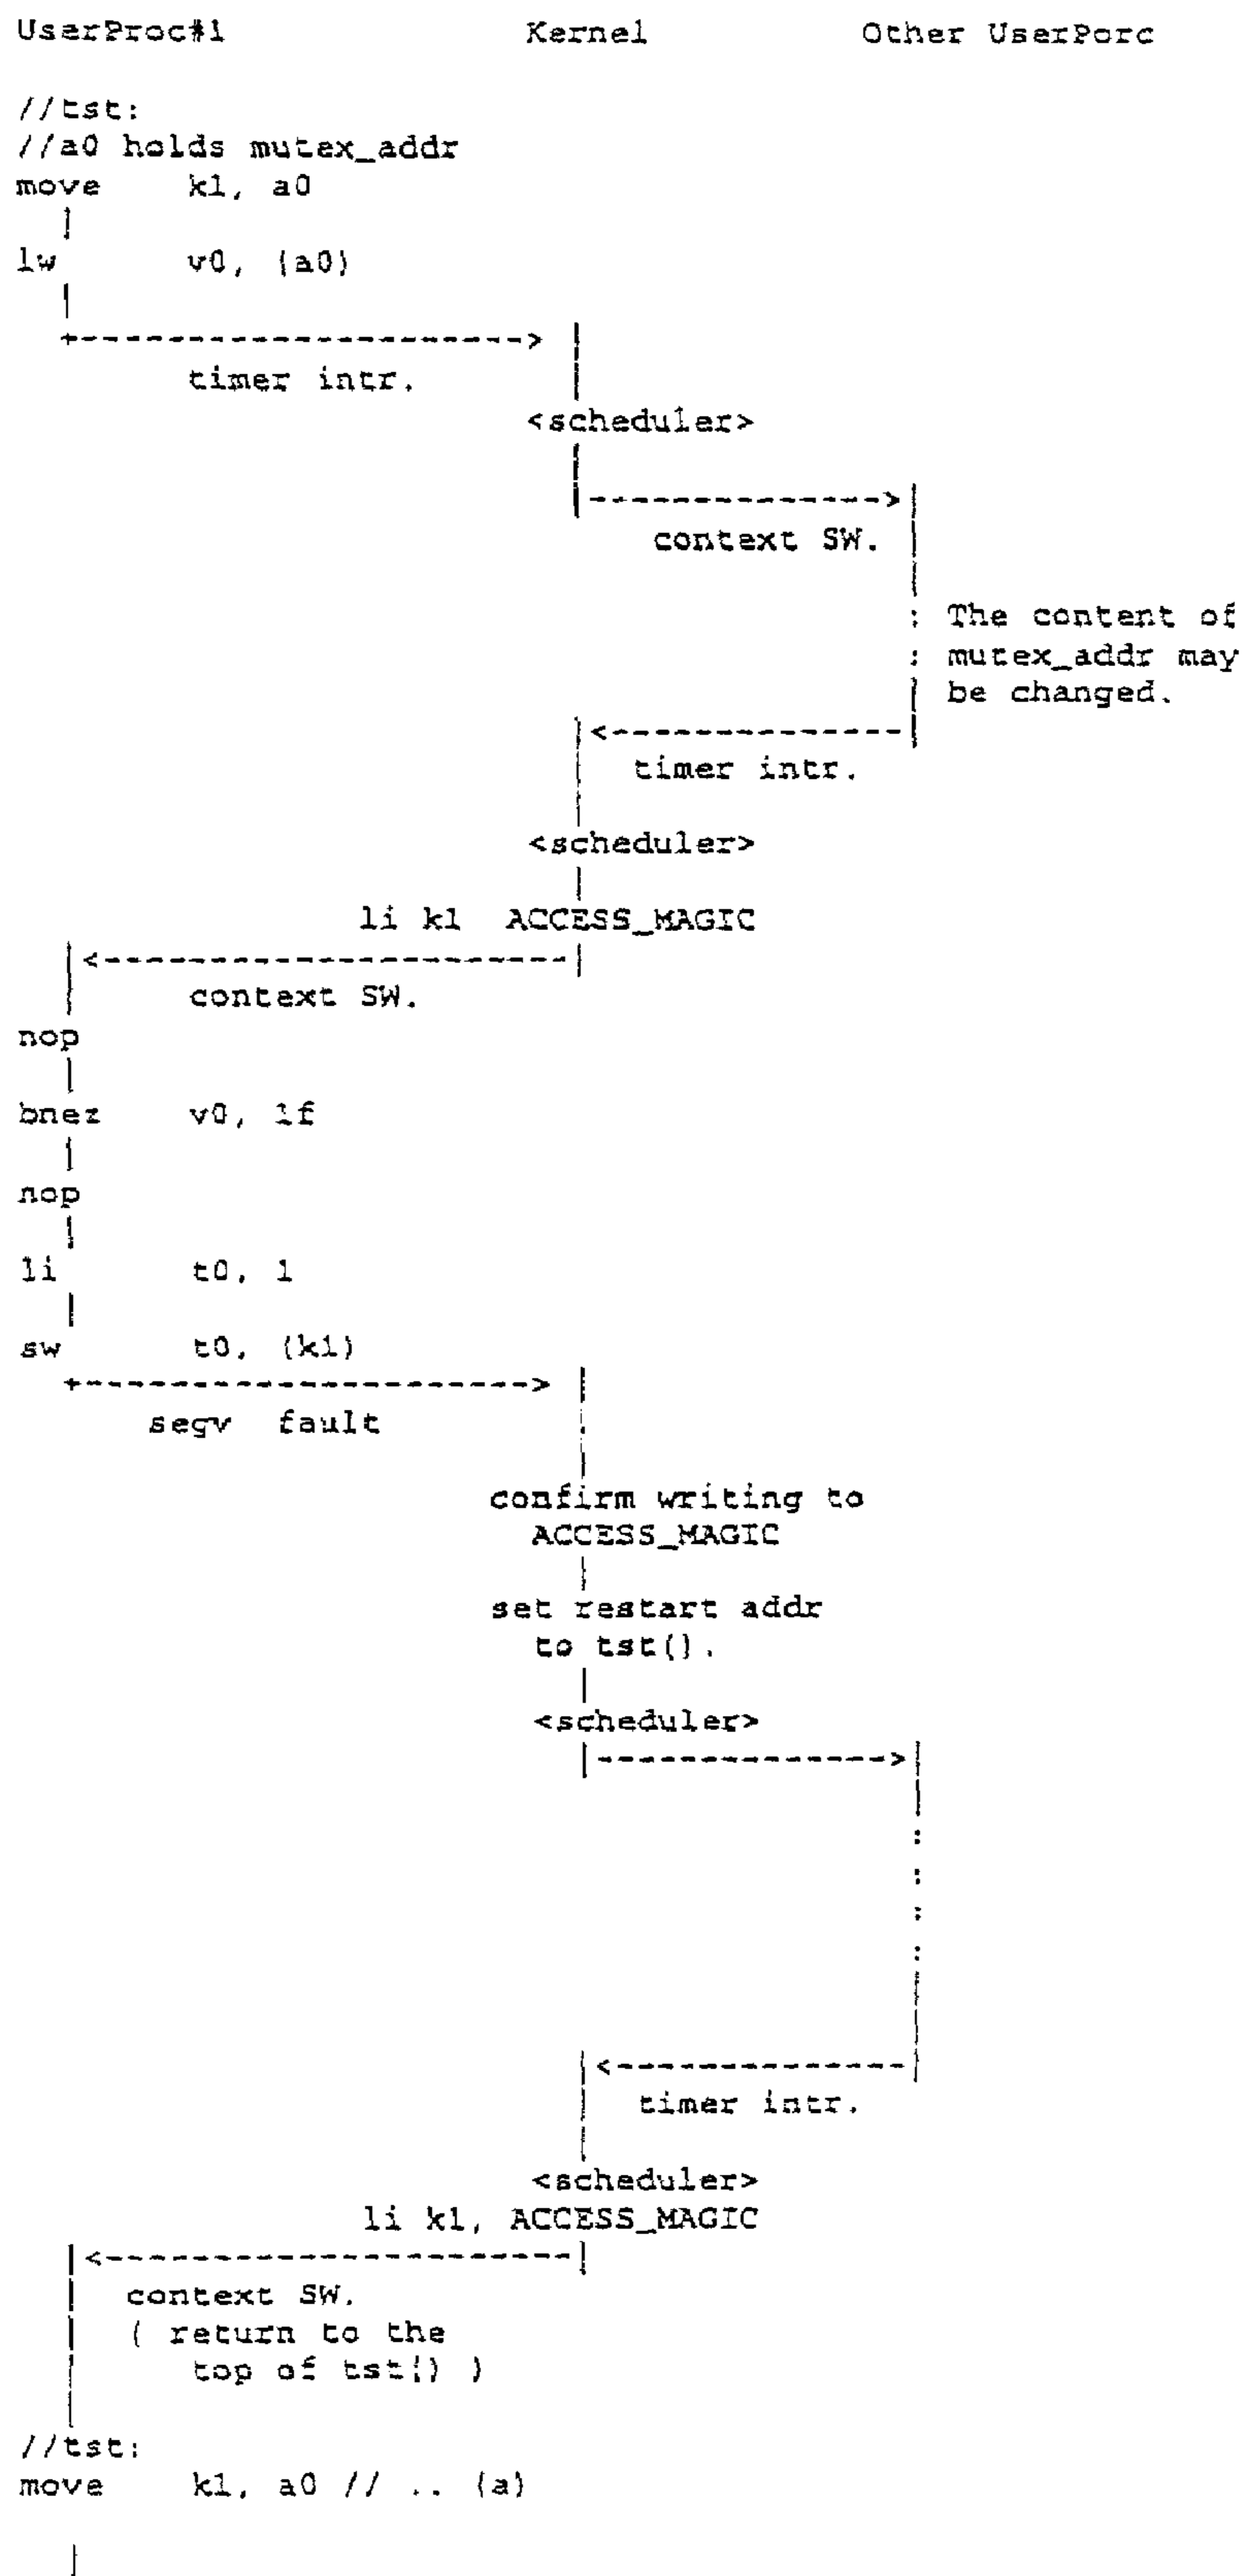 UserProc#1 Kernel Other UserPorc
//tst:
//a0 holds mutex_addr
move k1, a0
lw v0, (a0)
timer intr.
<scheduler>
context SW.
The content of
mutex_addr may
be changed.
timer intr.
<scheduler>
li k1 ACCESS_MAGIC
context SW.
nop
bnez v0, 1f
nop
li t0, 1
sw t0, (k1)
segv fault
confirm writing to
ACCESS_MAGIC
set restart addr
to tst().
<scheduler>
timer intr.
<scheduler>
li k1, ACCESS_MAGIC
context SW.
( return to the
top of tst() )
//tst:
move k1, a0 // .. (a)